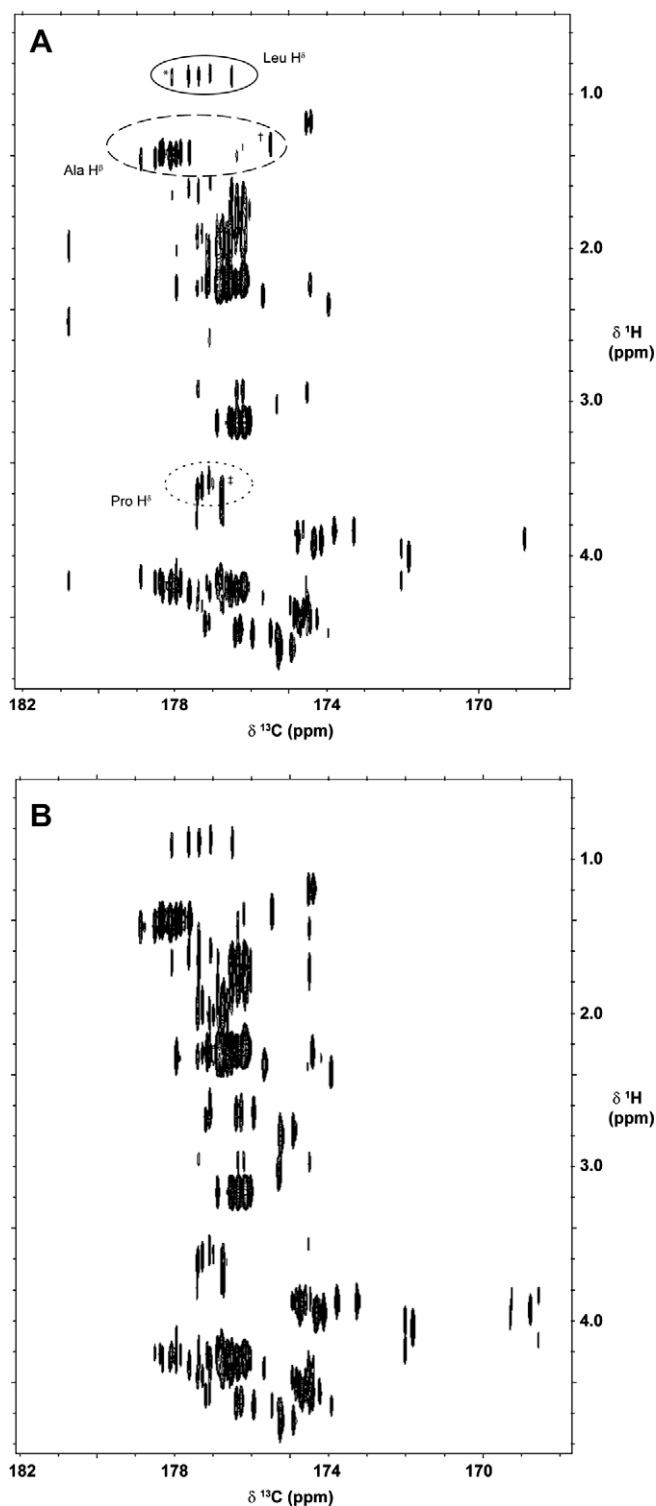 A
Leu Hδ
*
1.0
†
Ala Hβ
2.0
δ ¹H
(ppm)
3.0
Pro Hδ
‡
4.0
182 178 174 170
δ ¹³C (ppm)
B
1.0
2.0
δ ¹H
(ppm)
3.0
4.0
182 178 174 170
δ ¹³C (ppm)